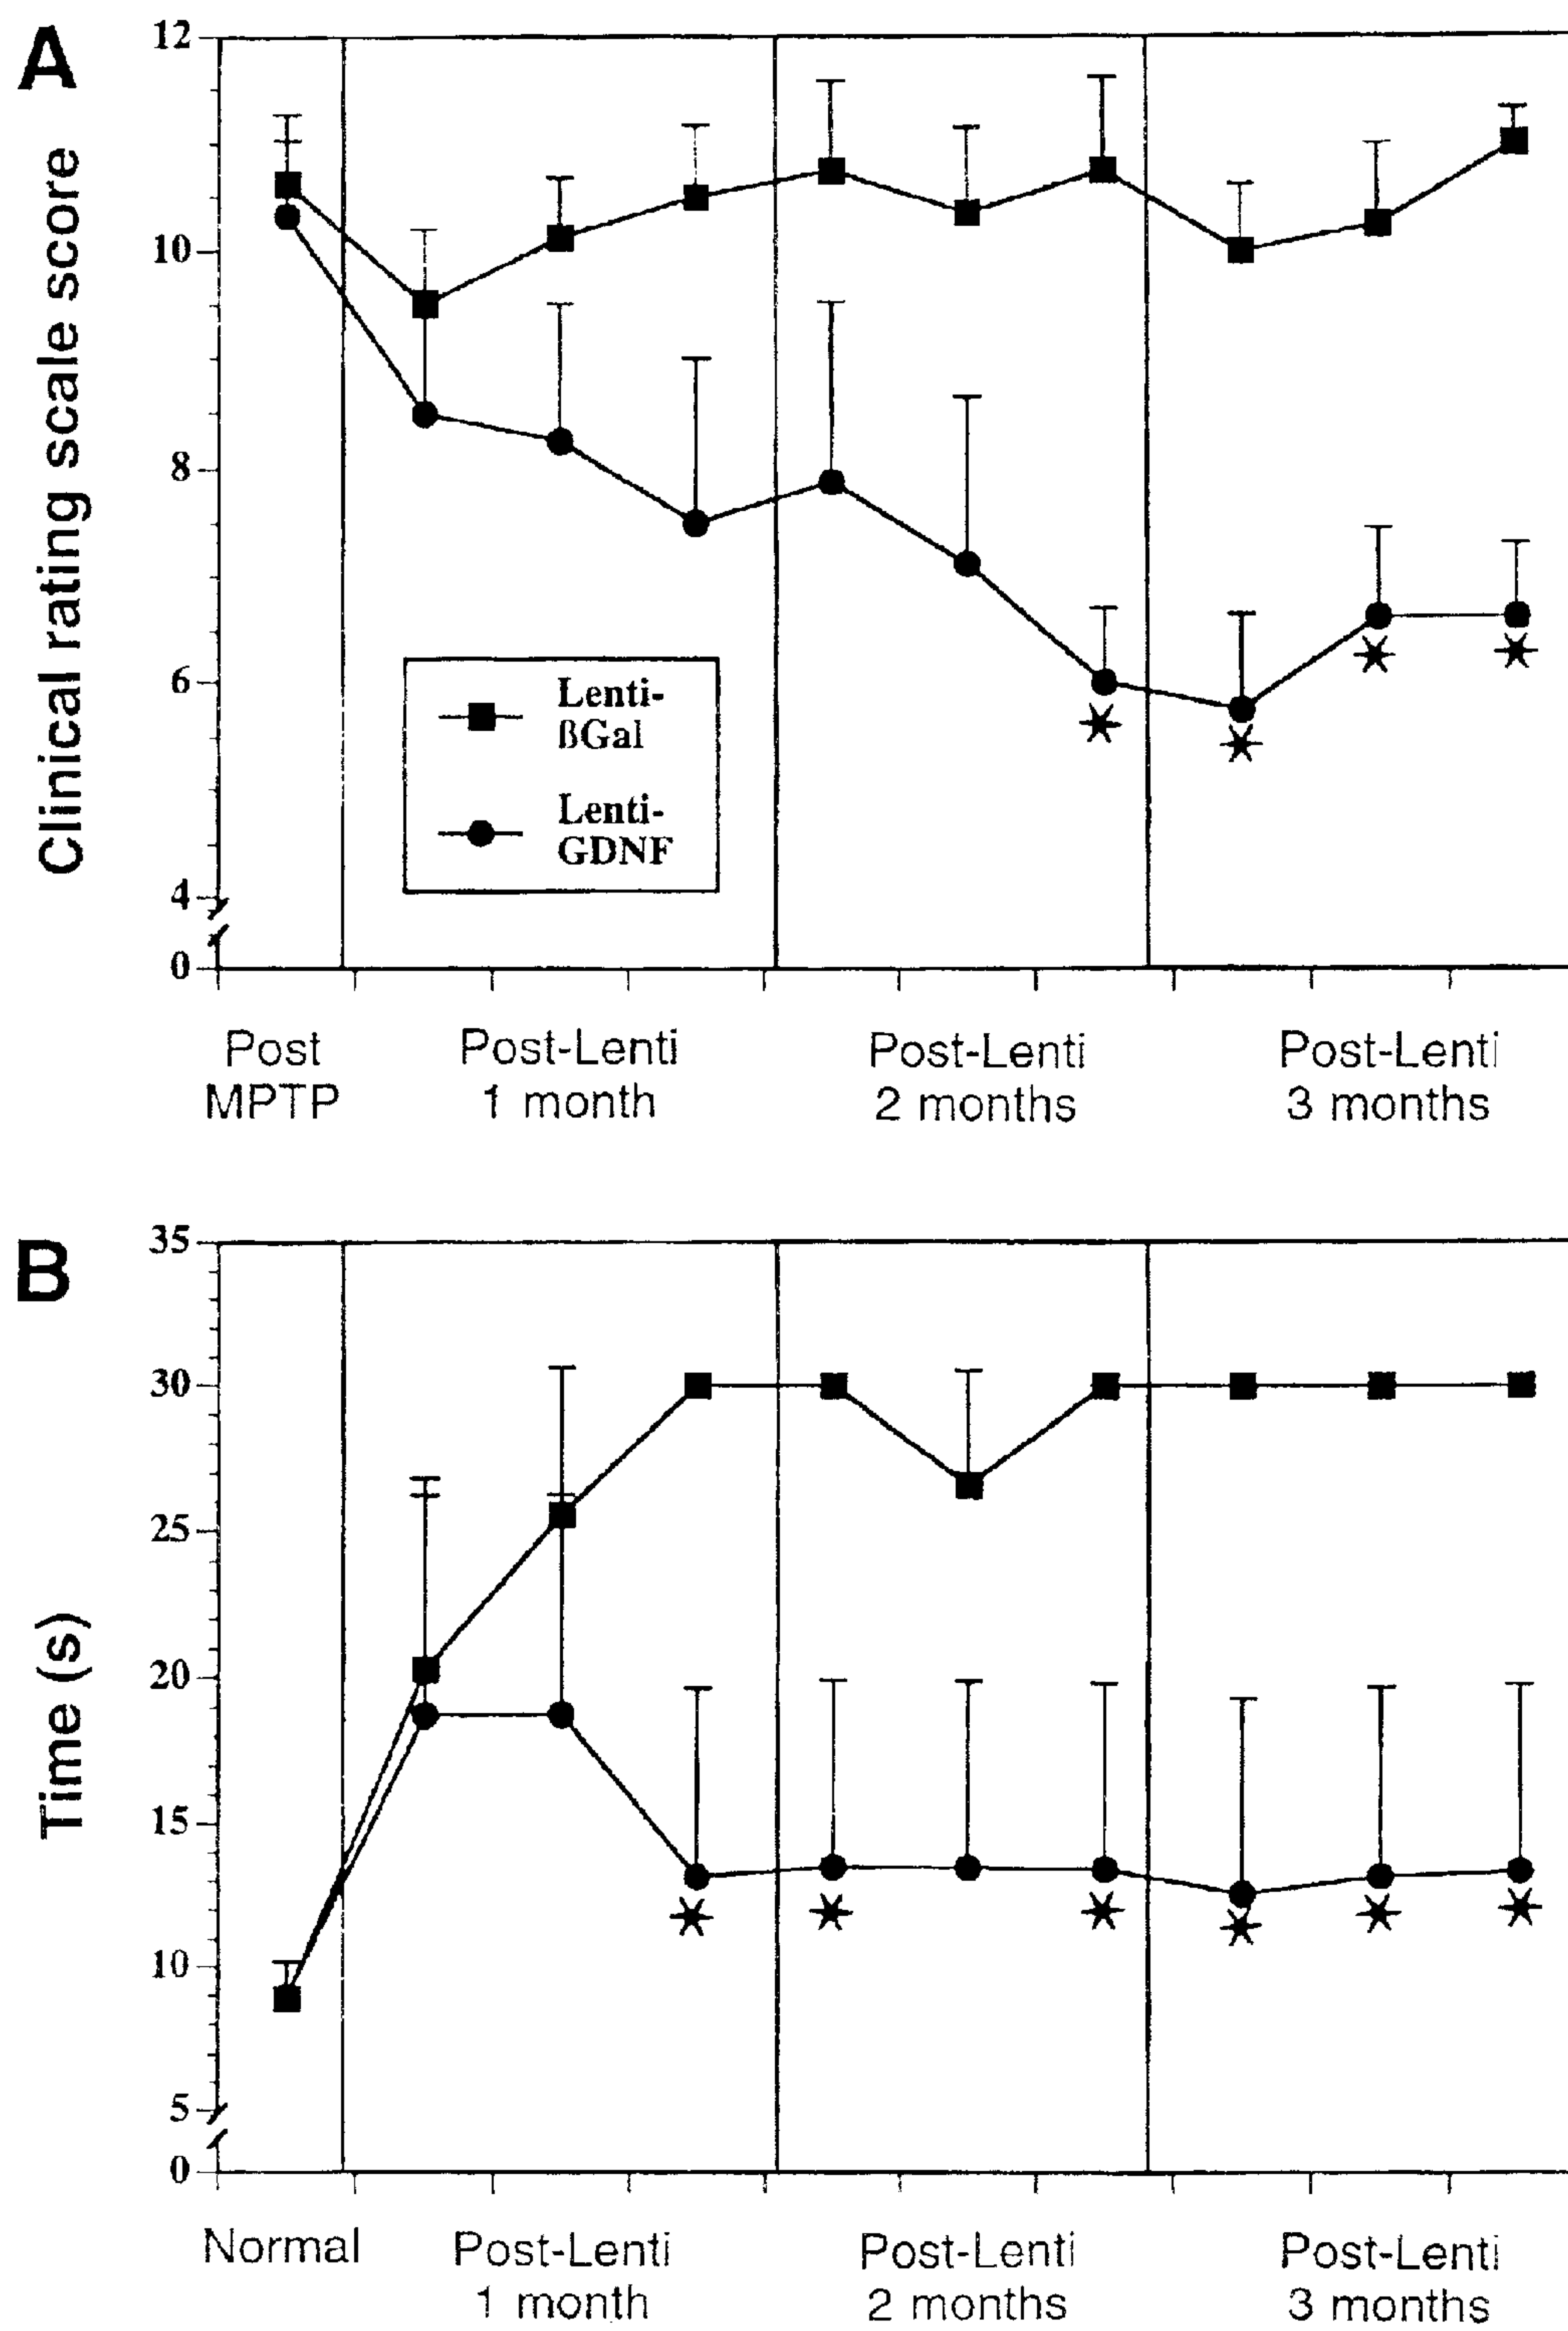 A
Clinical rating scale score
12
10
8
6
4
0
Lenti-
ßGal
Lenti-
GDNF
Post
MPTP
Post-Lenti
1 month
Post-Lenti
2 months
Post-Lenti
3 months
B
Time (s)
35
30
25
20
15
10
5
0
Normal
Post-Lenti
1 month
Post-Lenti
2 months
Post-Lenti
3 months